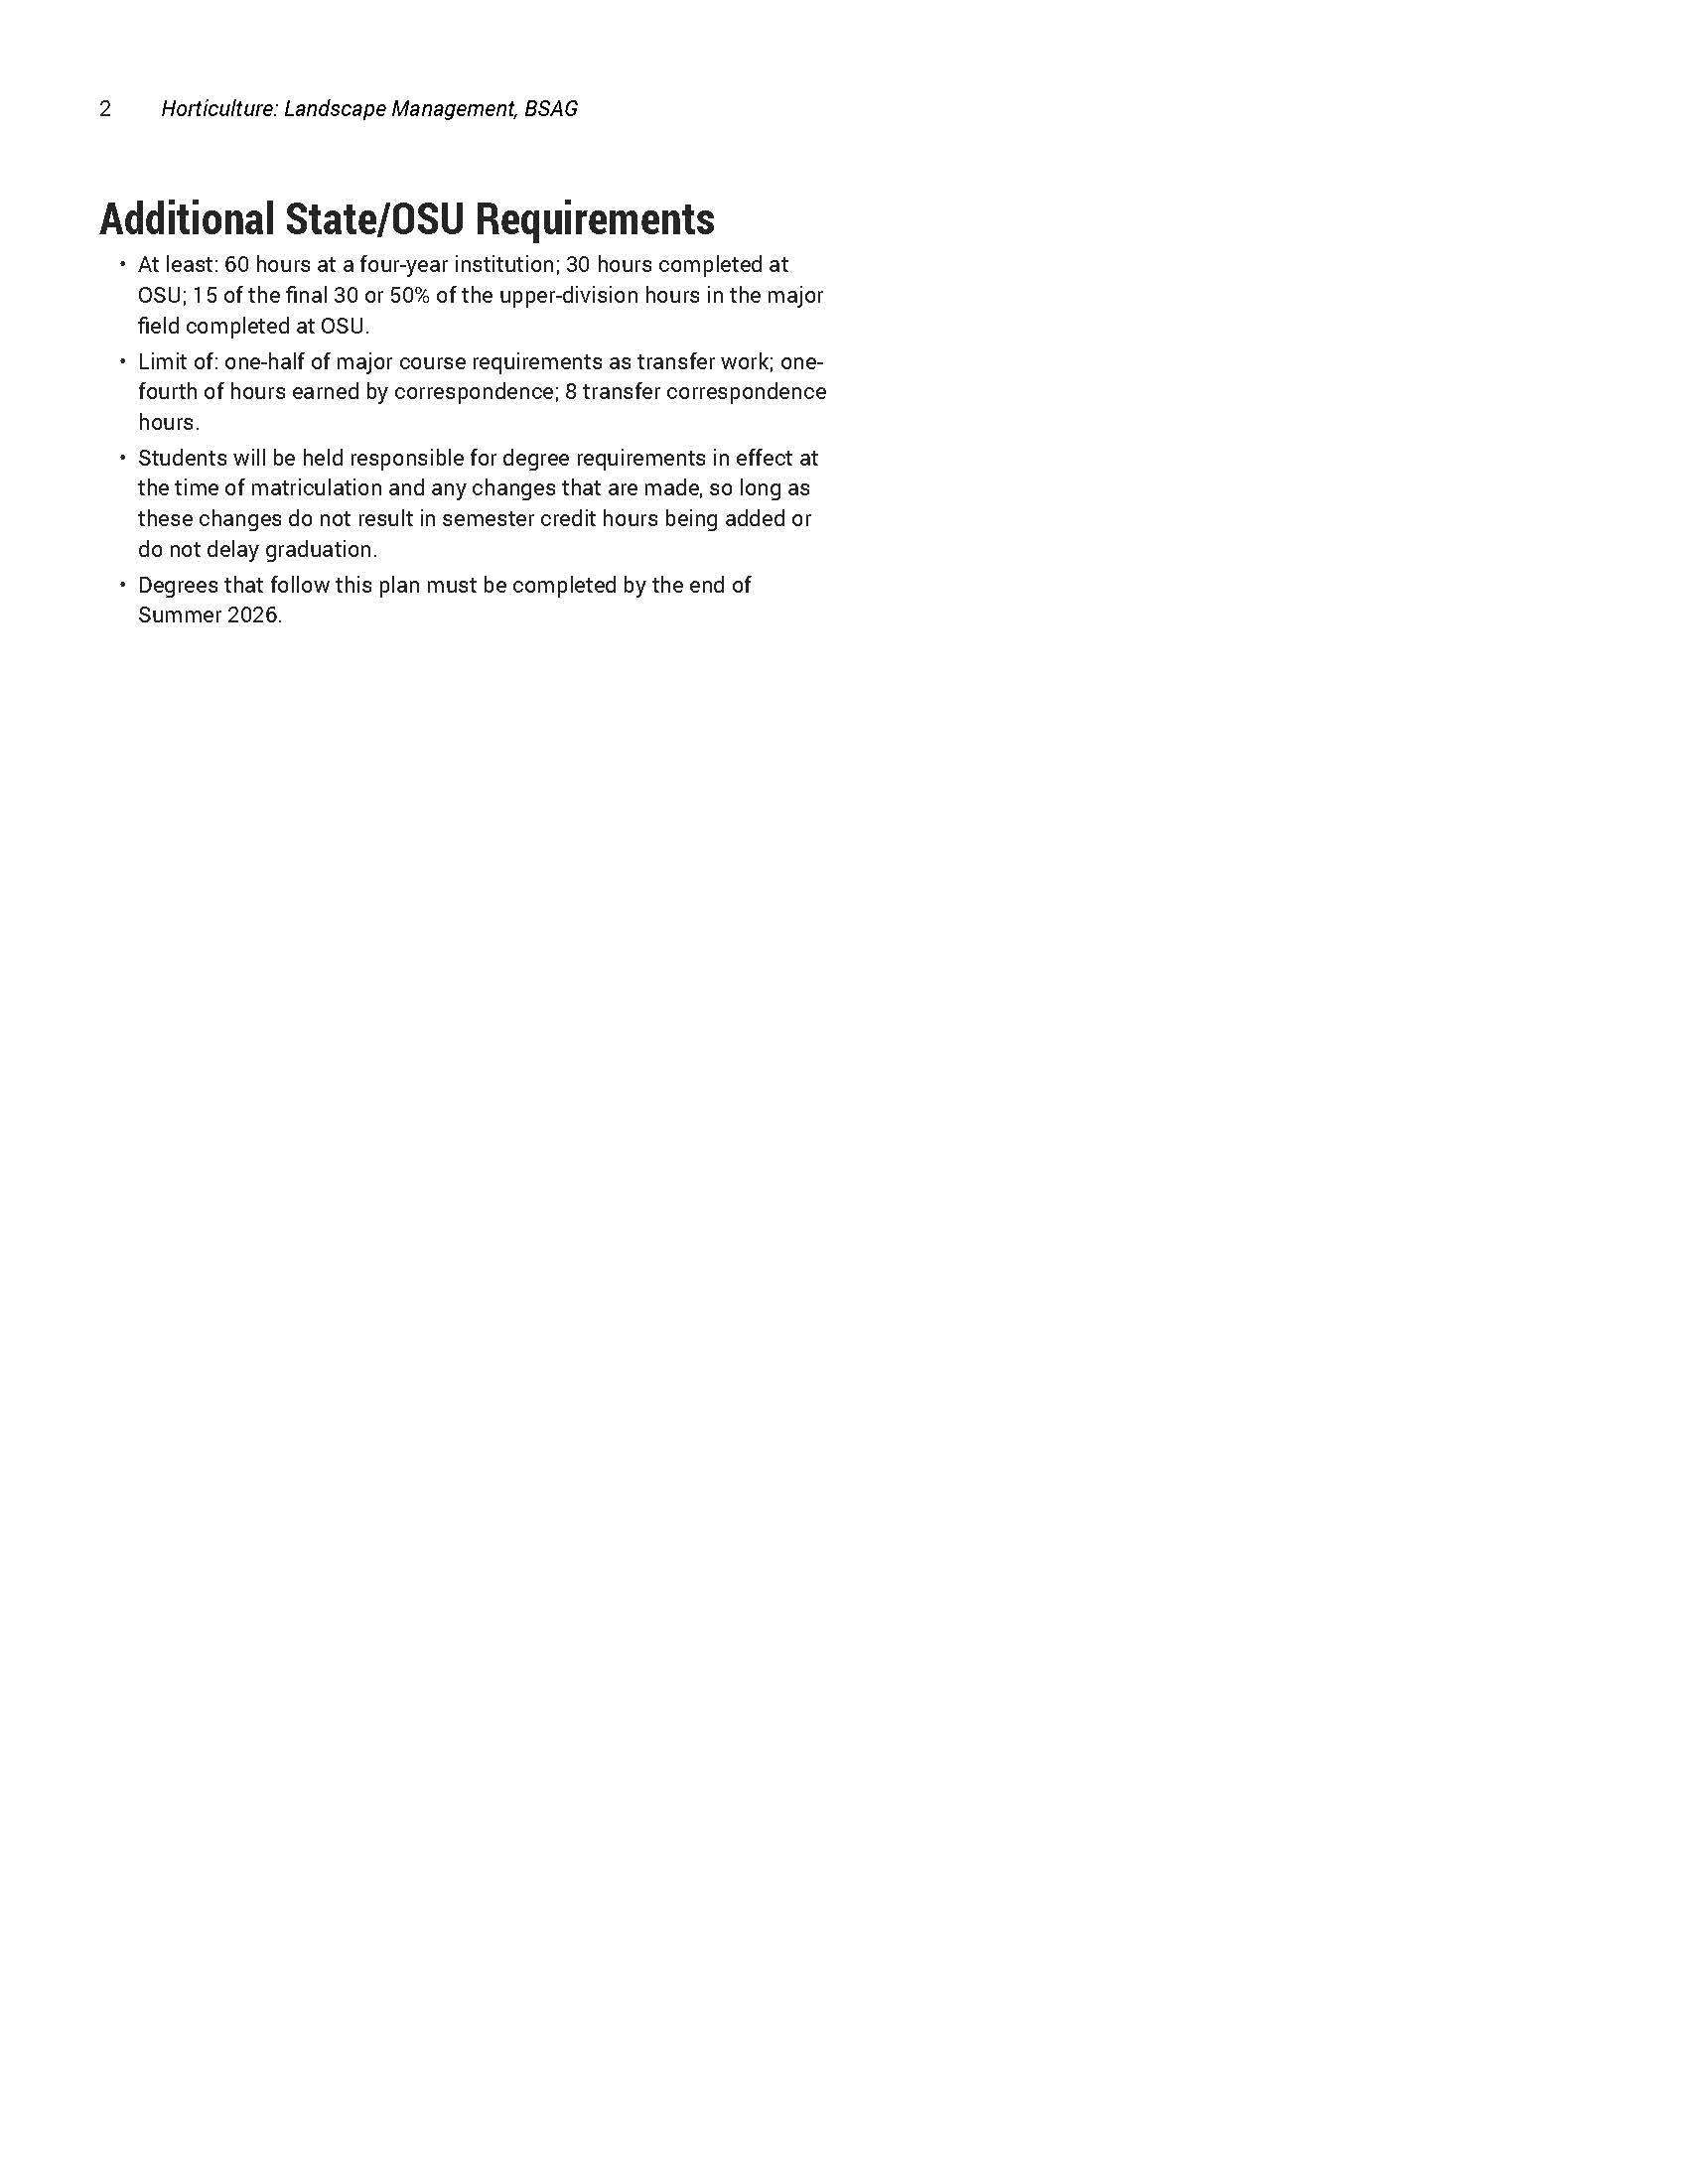 2 Horticulture: Landscape Management, BSAG
Additional State/OSU Requirements
• At least: 60 hours at a four-year institution; 30 hours completed at
OSU; 15 of the final 30 or 50% of the upper-division hours in the major
field completed at OSU.
• Limit of: one-half of major course requirements as transfer work; one-
fourth of hours earned by correspondence; 8 transfer correspondence
hours.
• Students will be held responsible for degree requirements in effect at
the time of matriculation and any changes that are made, so long as
these changes do not result in semester credit hours being added or
do not delay graduation.
• Degrees that follow this plan must be completed by the end of
Summer 2026.